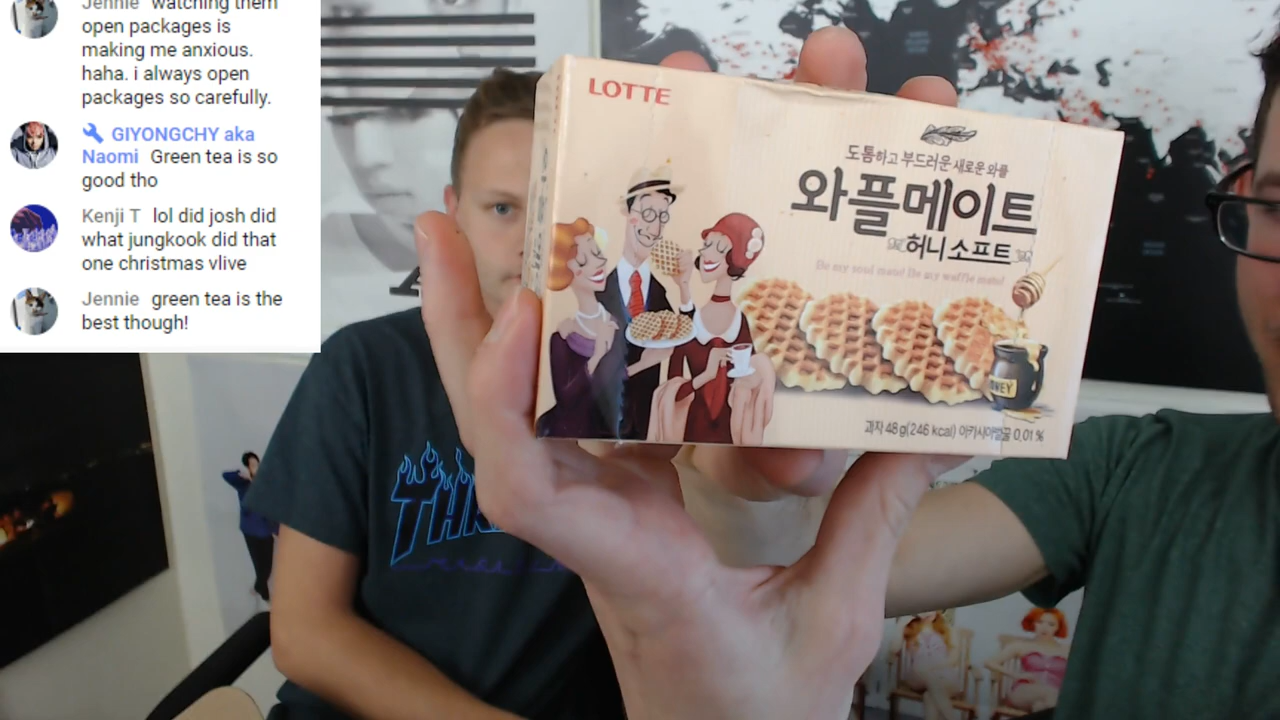 Jennie watching them
open packages is
making me anxious.
haha. i always open
packages so carefully.
GIYONGCHY aka
Naomi Green tea is so
good tho
Kenji T lol did josh did
what jungkook did that
one christmas vlive
Jennie green tea is the
best though!
LOTTE
도톰하고 부드러운 새로운 와플
와플메이트
허니 소프트
Be my soul mate! Be my waffle mate!
HONEY
과자 48g(246 kcal) 아카시아벌꿀 0.01%